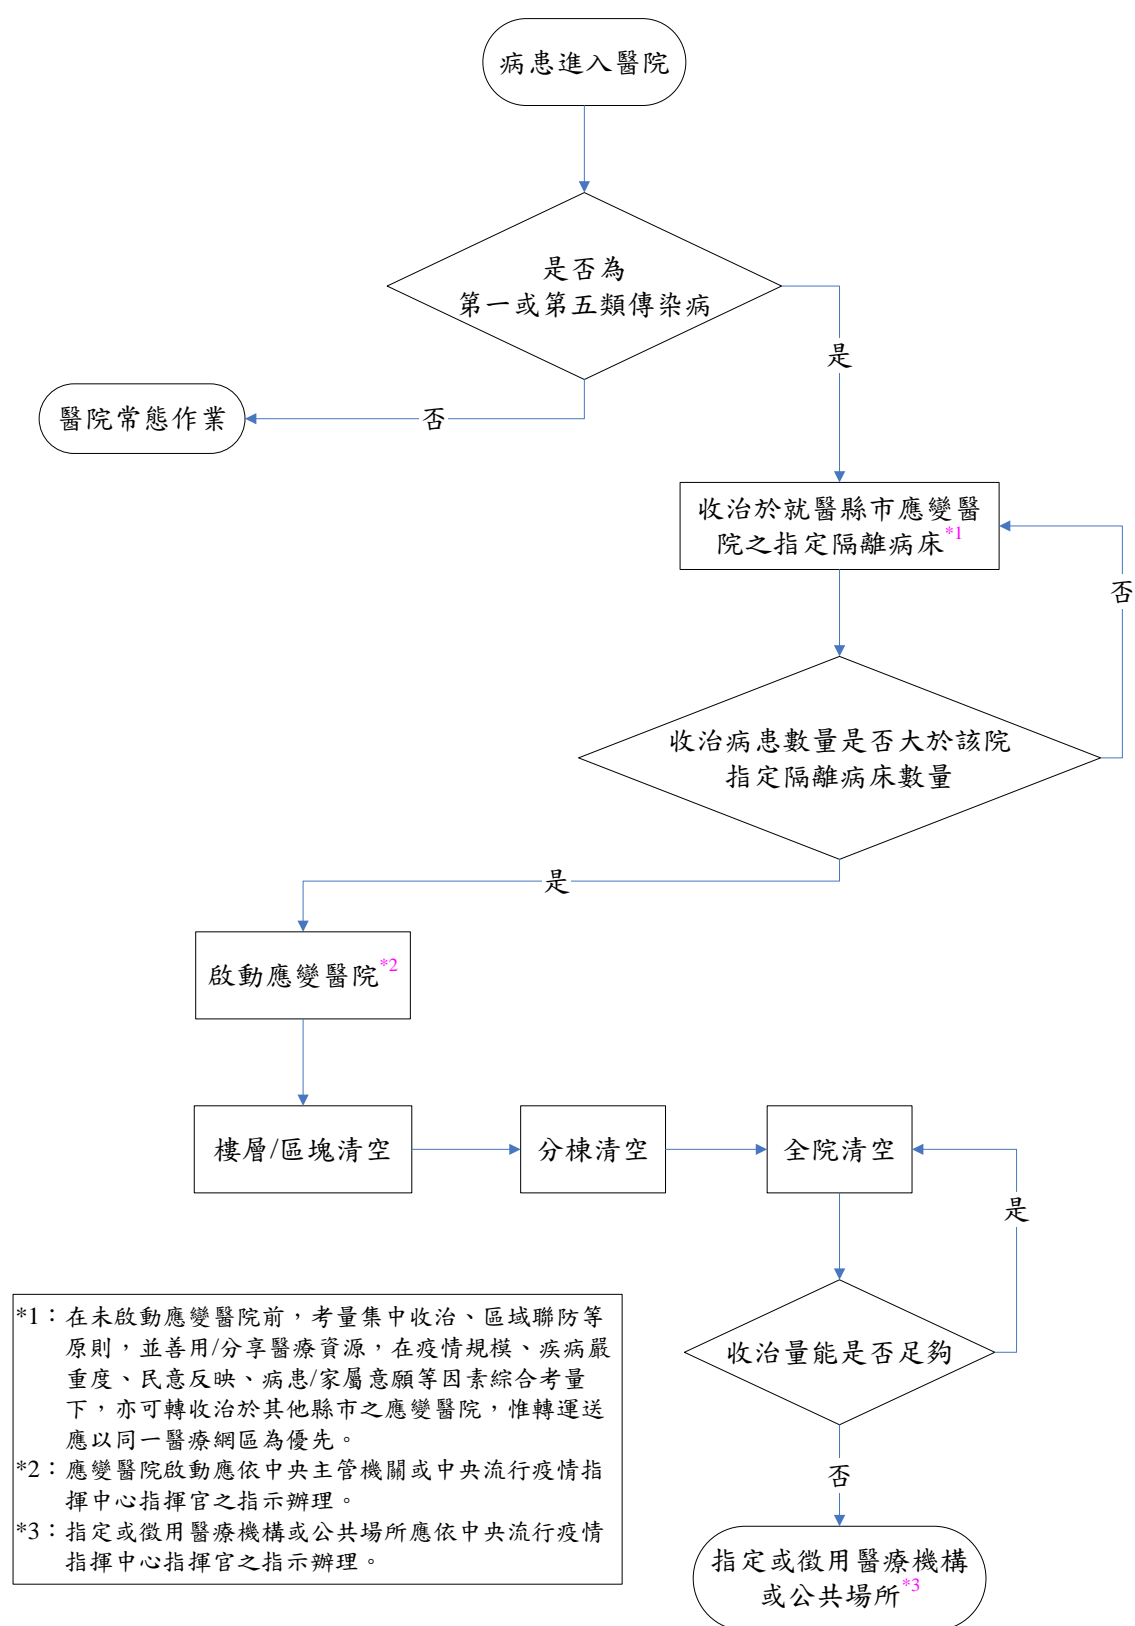 病患進入醫院
是否為
第一或第五類傳染病
是
醫院常態作業
否
收治於就醫縣市應變醫
院之指定隔離病床*1
否
收治病患數量是否大於該院
指定隔離病床數量
是
啟動應變醫院*2
樓層/區塊清空
分棟清空
全院清空
是
收治量能是否足夠
否
指定或徵用醫療機構
或公共場所*3
*1：在未啟動應變醫院前，考量集中收治、區域聯防等
原則，並善用/分享醫療資源，在疫情規模、疾病嚴
重度、民意反映、病患/家屬意願等因素綜合考量
下，亦可轉收治於其他縣市之應變醫院，惟轉運送
應以同一醫療網區為優先。
*2：應變醫院啟動應依中央主管機關或中央流行疫情指
揮中心指揮官之指示辦理。
*3：指定或徵用醫療機構或公共場所應依中央流行疫情
指揮中心指揮官之指示辦理。